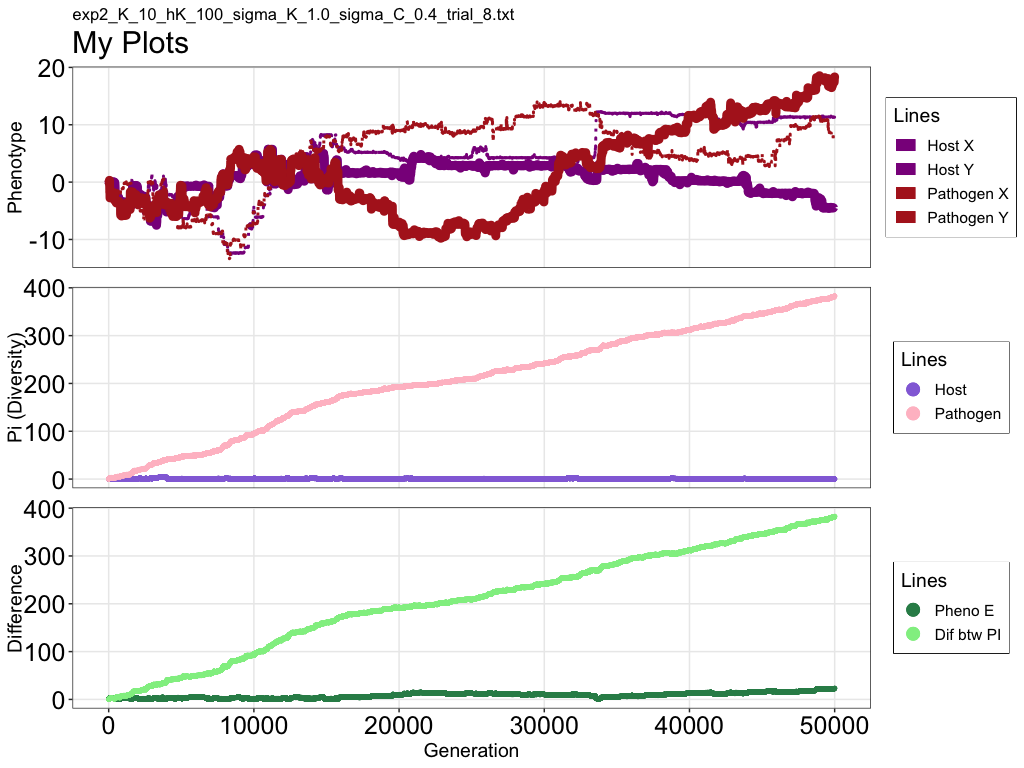 exp2_K_10_hK_100_sigma_K_1.0_sigma_C_0.4_trial_8.txt
My Plots
20
10
0
-10
Phenotype
Lines
Host X
Host Y
Pathogen X
Pathogen Y
400
300
200
100
0
Pi (Diversity)
Lines
Host
Pathogen
400
300
200
100
0
Difference
Lines
Pheno E
Dif btw PI
0 10000 20000 30000 40000 50000
Generation